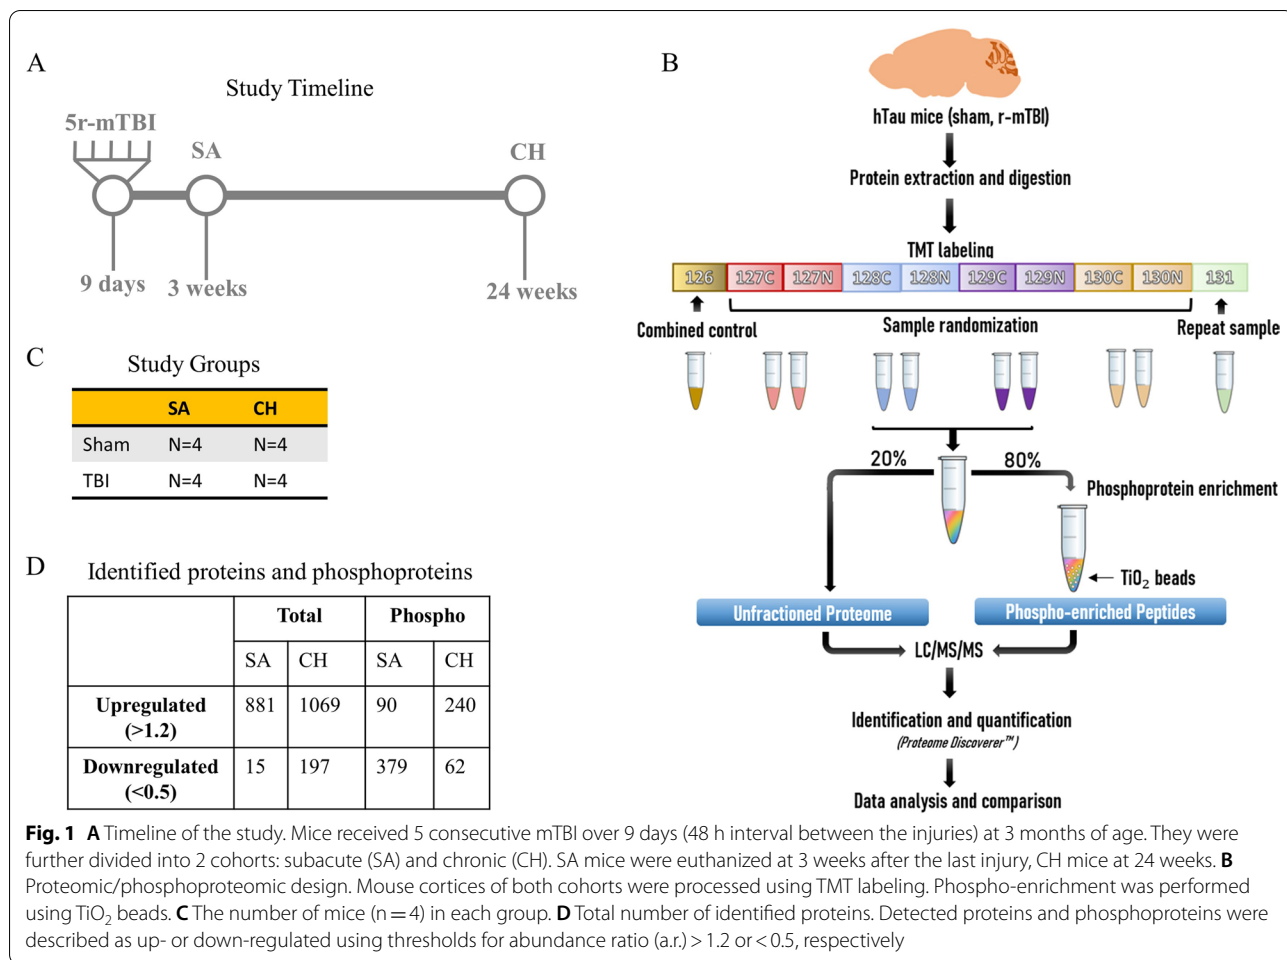 A
Study Timeline
5r-mTBI
SA
CH
9 days
3 weeks
24 weeks
B
hTau mice (sham, r-mTBI)
Protein extraction and digestion
TMT labeling
126 127C 127N 128C 128N 129C 129N 130C 130N 131
Combined control
Sample randomization
Repeat sample
20%
80%
Phosphoprotein enrichment
TiO₂ beads
Unfractioned Proteome
Phospho-enriched Peptides
LC/MS/MS
Identification and quantification
(Proteome Discoverer™)
Data analysis and comparison
C
Study Groups
SA CH
Sham N=4 N=4
TBI N=4 N=4
D
Identified proteins and phosphoproteins
Total Phospho
SA CH SA CH
Upregulated (>1.2) 881 1069 90 240
Downregulated (<0.5) 15 197 379 62
Fig. 1 A Timeline of the study. Mice received 5 consecutive mTBI over 9 days (48 h interval between the injuries) at 3 months of age. They were
further divided into 2 cohorts: subacute (SA) and chronic (CH). SA mice were euthanized at 3 weeks after the last injury, CH mice at 24 weeks. B
Proteomic/phosphoproteomic design. Mouse cortices of both cohorts were processed using TMT labeling. Phospho-enrichment was performed
using TiO₂ beads. C The number of mice (n = 4) in each group. D Total number of identified proteins. Detected proteins and phosphoproteins were
described as up- or down-regulated using thresholds for abundance ratio (a.r.) > 1.2 or < 0.5, respectively